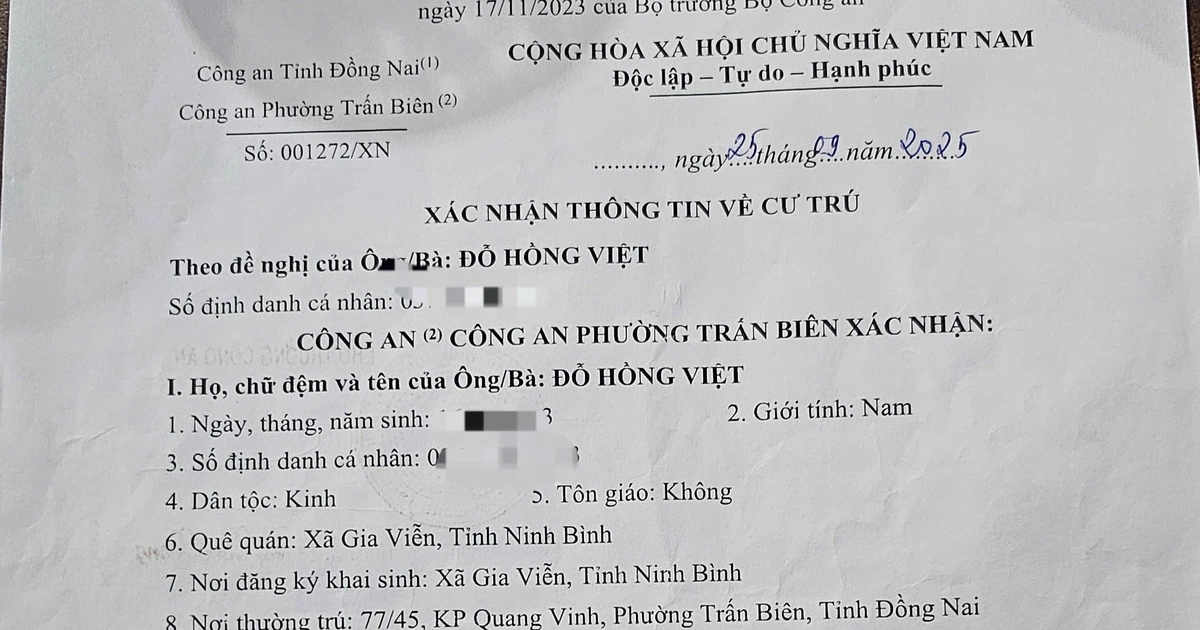 ngày 17/11/2023 của Bộ trưởng Bộ Công an
Công an Tỉnh Đồng Nai(1)
Công an Phường Trấn Biên (2)
Số: 001272/XN
CỘNG HÒA XÃ HỘI CHỦ NGHĨA VIỆT NAM
Độc lập – Tự do – Hạnh phúc
.........., ngày 25 tháng 09 năm 2025
XÁC NHẬN THÔNG TIN VỀ CƯ TRÚ
Theo đề nghị của Ông/Bà: ĐỖ HỒNG VIỆT
Số định danh cá nhân:
CÔNG AN (2) CÔNG AN PHƯỜNG TRẤN BIÊN XÁC NHẬN:
I. Họ, chữ đệm và tên của Ông/Bà: ĐỖ HỒNG VIỆT
1. Ngày, tháng, năm sinh: 3 2. Giới tính: Nam
3. Số định danh cá nhân: 0
4. Dân tộc: Kinh 5. Tôn giáo: Không
6. Quê quán: Xã Gia Viễn, Tỉnh Ninh Bình
7. Nơi đăng ký khai sinh: Xã Gia Viễn, Tỉnh Ninh Bình
8. Nơi thường trú: 77/45, KP Quang Vinh, Phường Trấn Biên, Tỉnh Đồng Nai